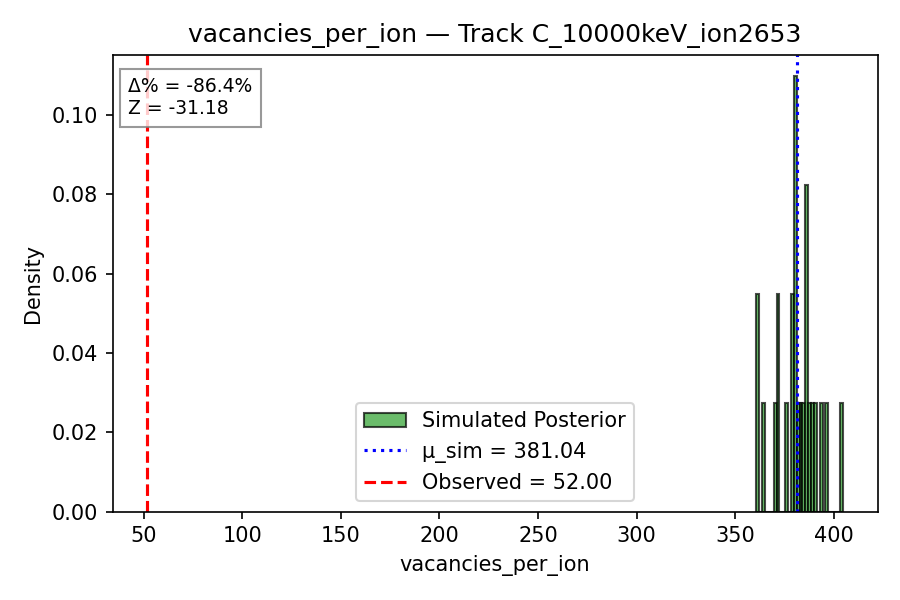 vacancies_per_ion — Track C_10000keV_ion2653
Δ% = -86.4%
Z = -31.18
Density
0.10
0.08
0.06
0.04
0.02
0.00
Simulated Posterior
μ_sim = 381.04
Observed = 52.00
50 100 150 200 250 300 350 400
vacancies_per_ion